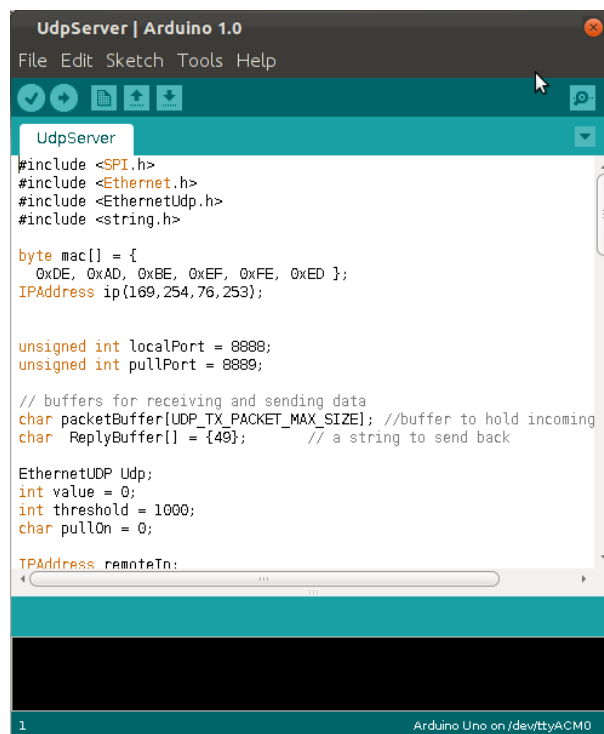 UdpServer | Arduino 1.0
File Edit Sketch Tools Help
UdpServer
#include <SPI.h>
#include <Ethernet.h>
#include <EthernetUdp.h>
#include <string.h>
byte mac[] = {
0xDE, 0xAD, 0xBE, 0xEF, 0xFE, 0xED };
IPAddress ip(169,254,76,253);
unsigned int localPort = 8888;
unsigned int pullPort = 8889;
// buffers for receiving and sending data
char packetBuffer[UDP_TX_PACKET_MAX_SIZE]; //buffer to hold incoming
char ReplyBuffer[] = {49}; // a string to send back
EthernetUDP Udp;
int value = 0;
int threshold = 1000;
char pullOn = 0;
IPAddress remoteIp;
1 Arduino Uno on /dev/ttyACM0